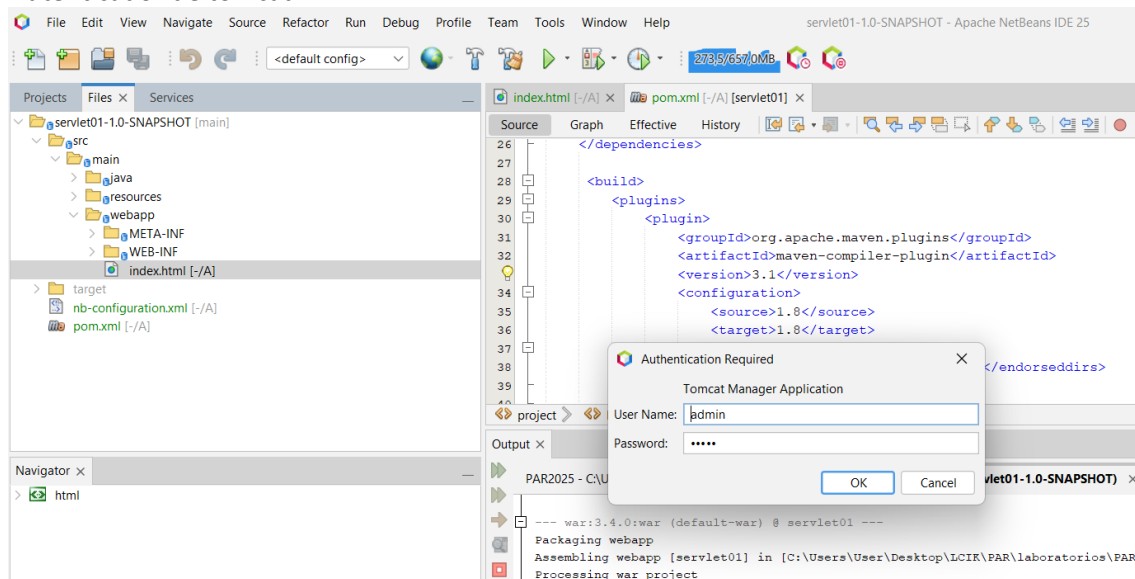 File Edit View Navigate Source Refactor Run Debug Profile Team Tools Window Help servlet01-1.0-SNAPSHOT - Apache NetBeans IDE 25
<default config> 273,5/657,0MB
Projects Files × Services
index.html [-/A] × pom.xml [-/A] [servlet01] ×
servlet01-1.0-SNAPSHOT [main]
src
main
java
resources
webapp
META-INF
WEB-INF
index.html [-/A]
target
nb-configuration.xml [-/A]
pom.xml [-/A]
Source Graph Effective History
26 </dependencies>
27
28 <build>
29 <plugins>
30 <plugin>
31 <groupId>org.apache.maven.plugins</groupId>
32 <artifactId>maven-compiler-plugin</artifactId>
<version>3.1</version>
34 <configuration>
35 <source>1.8</source>
36 <target>1.8</target>
37
38 </endorseddirs>
39
project
Authentication Required
Tomcat Manager Application
User Name: admin
Password: •••••
OK Cancel
Navigator ×
html
Output ×
PAR2025 - C:\U vlet01-1.0-SNAPSHOT) ×
--- war:3.4.0:war (default-war) @ servlet01 ---
Packaging webapp
Assembling webapp [servlet01] in [C:\Users\User\Desktop\LCIK\PAR\laboratorios\PAR
Processing war project